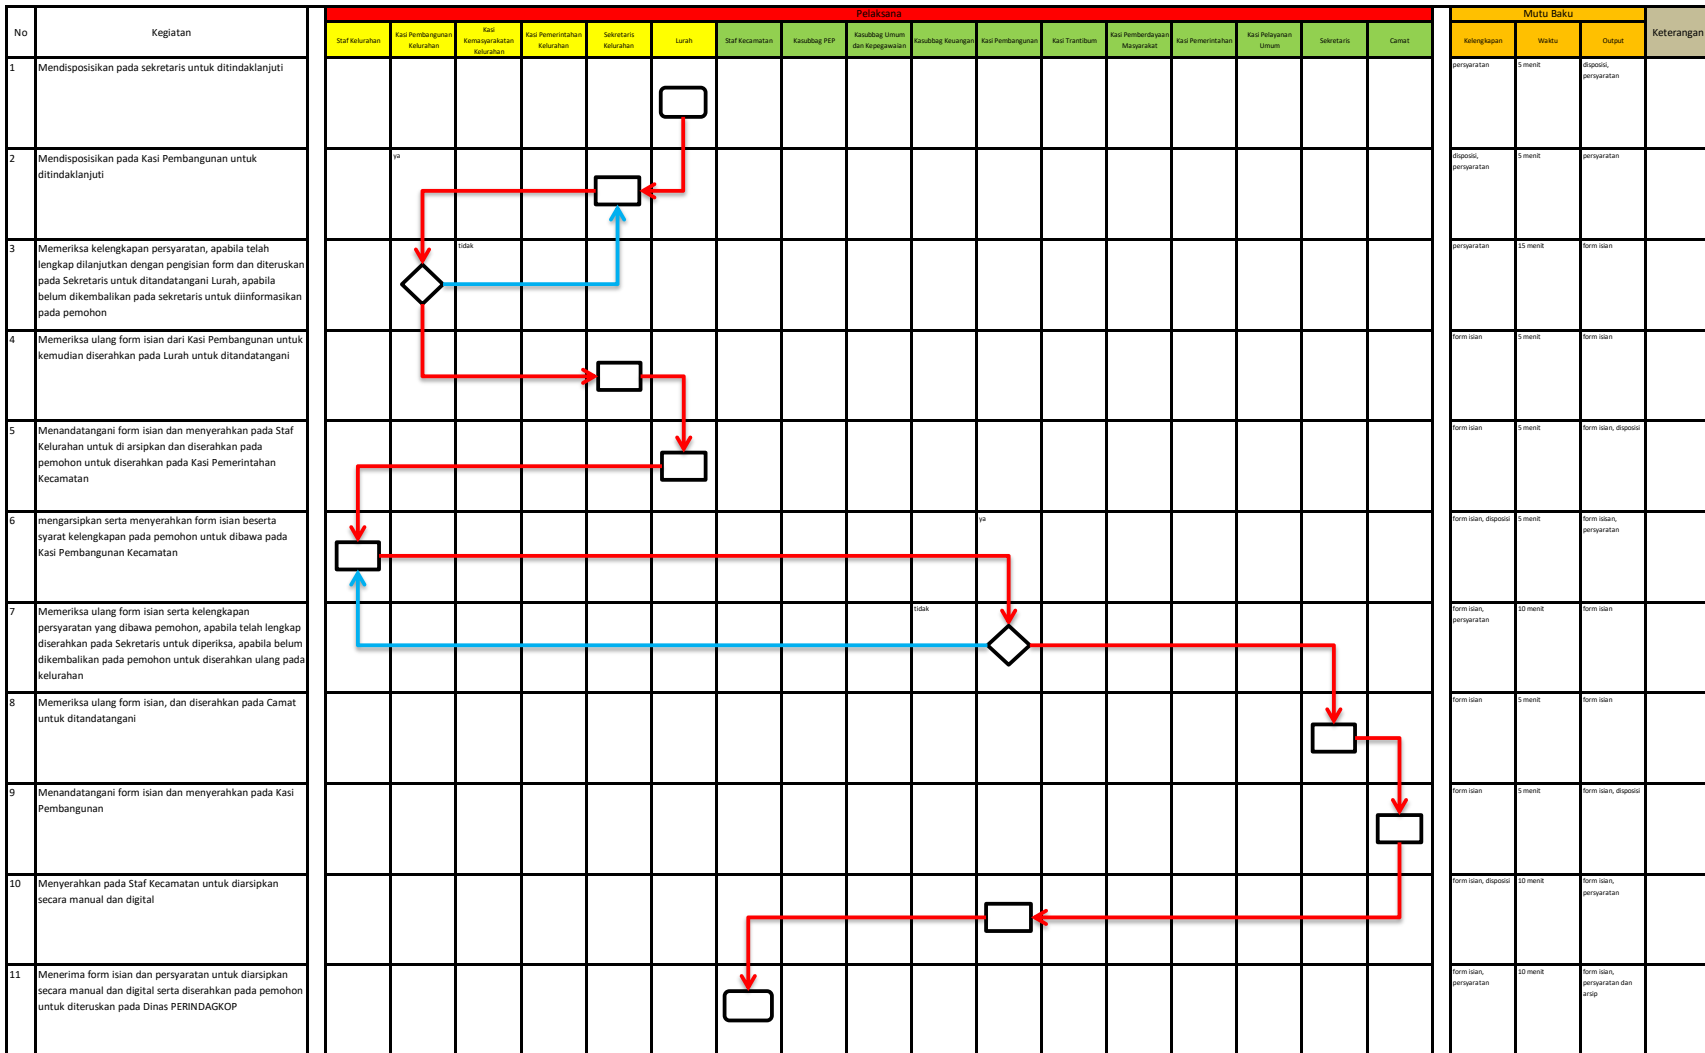 No
Kegiatan
Pelaksana
Mutu Baku
Keterangan
Staf Kelurahan
Kasi Pembangunan
Kelurahan
Kasi
Kemasyarakatan
Kelurahan
Kasi Pemerintahan
Kelurahan
Sekretaris
Kelurahan
Lurah
Staf Kecamatan
Kasubbag PEP
Kasubbag Umum
dan Kepegawaian
Kasubbag Keuangan
Kasi Pembangunan
Kasi Trantibum
Kasi Pemberdayaan
Masyarakat
Kasi Pemerintahan
Kasi Pelayanan
Umum
Sekretaris
Camat
Kelengkapan
Waktu
Output
1
Mendisposisikan pada sekretaris untuk ditindaklanjuti
persyaratan
5 menit
disposisi,
persyaratan
2
Mendisposisikan pada Kasi Pembangunan untuk
ditindaklanjuti
ya
disposisi,
persyaratan
5 menit
persyaratan
3
Memeriksa kelengkapan persyaratan, apabila telah
lengkap dilanjutkan dengan pengisian form dan diteruskan
pada Sekretaris untuk ditandatangani Lurah, apabila
belum dikembalikan pada sekretaris untuk diinformasikan
pada pemohon
tidak
persyaratan
15 menit
form isian
4
Memeriksa ulang form isian dari Kasi Pembangunan untuk
kemudian diserahkan pada Lurah untuk ditandatangani
form isian
5 menit
form isian
5
Menandatangani form isian dan menyerahkan pada Staf
Kelurahan untuk di arsipkan dan diserahkan pada
pemohon untuk diserahkan pada Kasi Pemerintahan
Kecamatan
form isian
5 menit
form isian, disposisi
6
mengarsipkan serta menyerahkan form isian beserta
syarat kelengkapan pada pemohon untuk dibawa pada
Kasi Pembangunan Kecamatan
ya
form isian, disposisi
5 menit
form isisan,
persyaratan
7
Memeriksa ulang form isian serta kelengkapan
persyaratan yang dibawa pemohon, apabila telah lengkap
diserahkan pada Sekretaris untuk diperiksa, apabila belum
dikembalikan pada pemohon untuk diserahkan ulang pada
kelurahan
tidak
form isian,
persyaratan
10 menit
form isian
8
Memeriksa ulang form isian, dan diserahkan pada Camat
untuk ditandatangani
form isian
5 menit
form isian
9
Menandatangani form isian dan menyerahkan pada Kasi
Pembangunan
form isian
5 menit
form isian, disposisi
10
Menyerahkan pada Staf Kecamatan untuk diarsipkan
secara manual dan digital
form isian, disposisi
10 menit
form isian,
persyaratan
11
Menerima form isian dan persyaratan untuk diarsipkan
secara manual dan digital serta diserahkan pada pemohon
untuk diteruskan pada Dinas PERINDAGKOP
form isian,
persyaratan
10 menit
form isian,
persyaratan dan
arsip